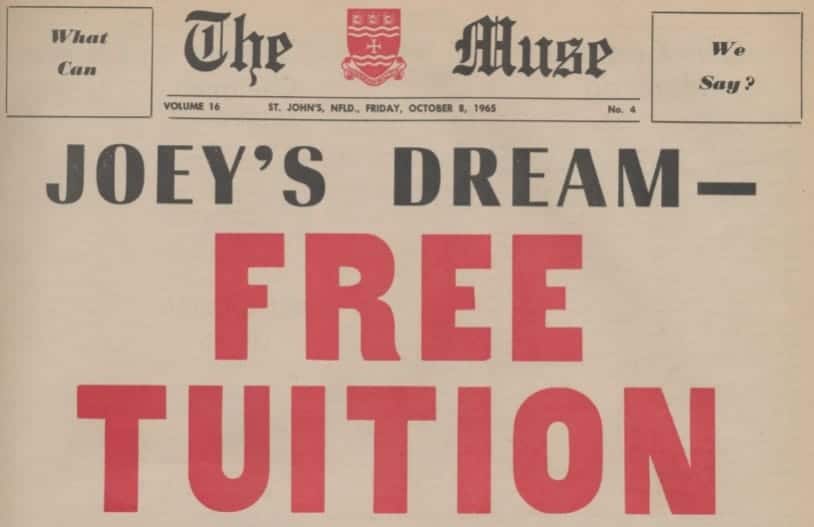 What
Can
The Muse
We
Say?
VOLUME 16 ST. JOHN'S, NFLD., FRIDAY, OCTOBER 8, 1965 No. 4
JOEY'S DREAM—
FREE
TUITION